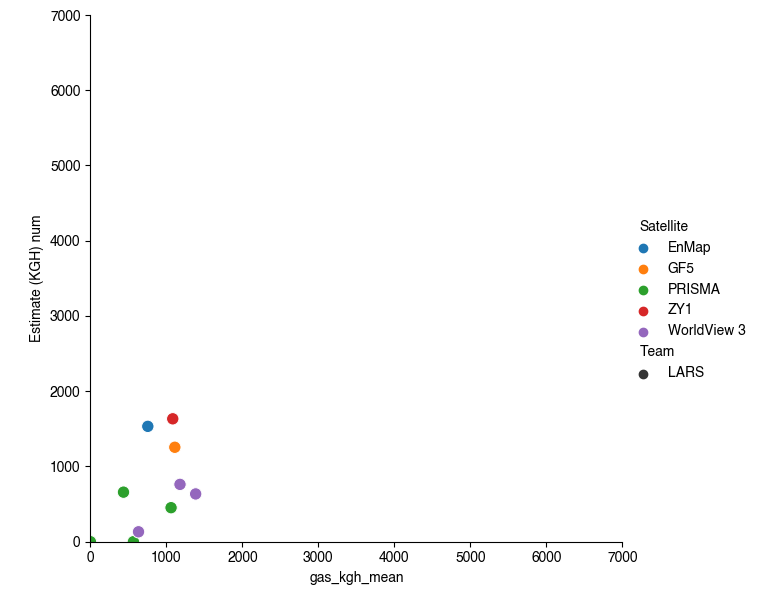 7000
6000
5000
4000
3000
2000
1000
0
Estimate (KGH) num
0 1000 2000 3000 4000 5000 6000 7000
gas_kgh_mean
Satellite
EnMap
GF5
PRISMA
ZY1
WorldView 3
Team
LARS